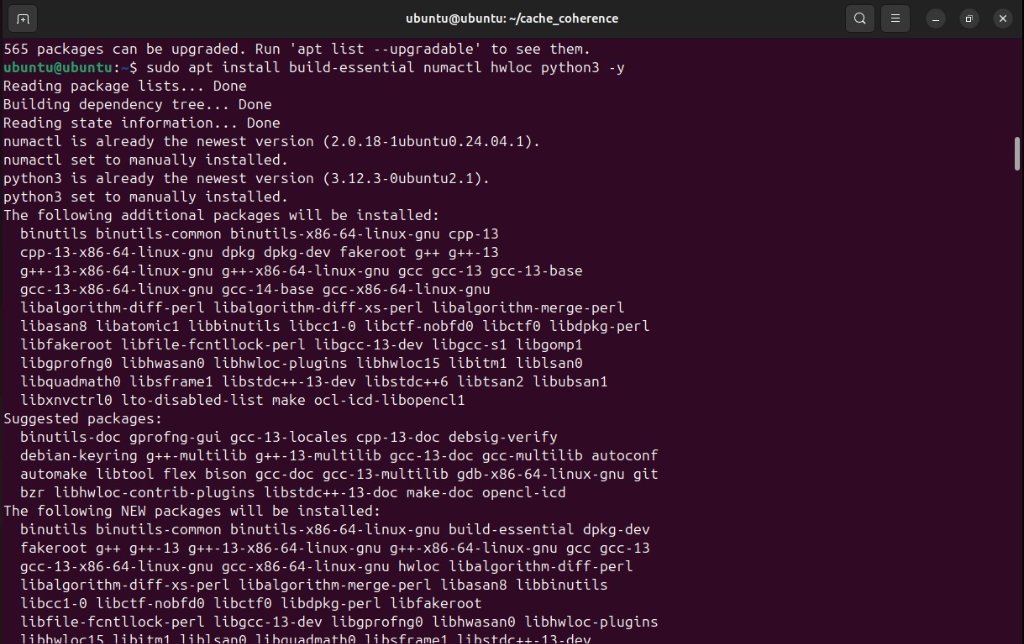 ubuntu@ubuntu: ~/cache_coherence
565 packages can be upgraded. Run 'apt list --upgradable' to see them.
ubuntu@ubuntu:~$ sudo apt install build-essential numactl hwloc python3 -y
Reading package lists... Done
Building dependency tree... Done
Reading state information... Done
numactl is already the newest version (2.0.18-1ubuntu0.24.04.1).
numactl set to manually installed.
python3 is already the newest version (3.12.3-0ubuntu2.1).
python3 set to manually installed.
The following additional packages will be installed:
  binutils binutils-common binutils-x86-64-linux-gnu cpp-13
  cpp-13-x86-64-linux-gnu dpkg dpkg-dev fakeroot g++ g++-13
  g++-13-x86-64-linux-gnu g++-x86-64-linux-gnu gcc gcc-13 gcc-13-base
  gcc-13-x86-64-linux-gnu gcc-14-base gcc-x86-64-linux-gnu
  libalgorithm-diff-perl libalgorithm-diff-xs-perl libalgorithm-merge-perl
  libasan8 libatomic1 libbinutils libcc1-0 libctf-nobfd0 libctf0 libdpkg-perl
  libfakeroot libfile-fcntllock-perl libgcc-13-dev libgcc-s1 libgomp1
  libgprofng0 libhwasan0 libhwloc-plugins libhwloc15 libitm1 liblsan0
  libquadmath0 libsframe1 libstdc++-13-dev libstdc++6 libtsan2 libubsan1
  libxnvctrl0 lto-disabled-list make ocl-icd-libopencl1
Suggested packages:
  binutils-doc gprofng-gui gcc-13-locales cpp-13-doc debsig-verify
  debian-keyring g++-multilib g++-13-multilib gcc-13-doc gcc-multilib autoconf
  automake libtool flex bison gcc-doc gcc-13-multilib gdb-x86-64-linux-gnu git
  bzr libhwloc-contrib-plugins libstdc++-13-doc make-doc opencl-icd
The following NEW packages will be installed:
  binutils binutils-common binutils-x86-64-linux-gnu build-essential dpkg-dev
  fakeroot g++ g++-13 g++-13-x86-64-linux-gnu g++-x86-64-linux-gnu gcc gcc-13
  gcc-13-x86-64-linux-gnu gcc-x86-64-linux-gnu hwloc libalgorithm-diff-perl
  libalgorithm-diff-xs-perl libalgorithm-merge-perl libasan8 libbinutils
  libcc1-0 libctf-nobfd0 libctf0 libdpkg-perl libfakeroot
  libfile-fcntllock-perl libgcc-13-dev libgprofng0 libhwasan0 libhwloc-plugins
  libhwloc15 libitm1 liblsan0 libquadmath0 libsframe1 libstdc++-13-dev